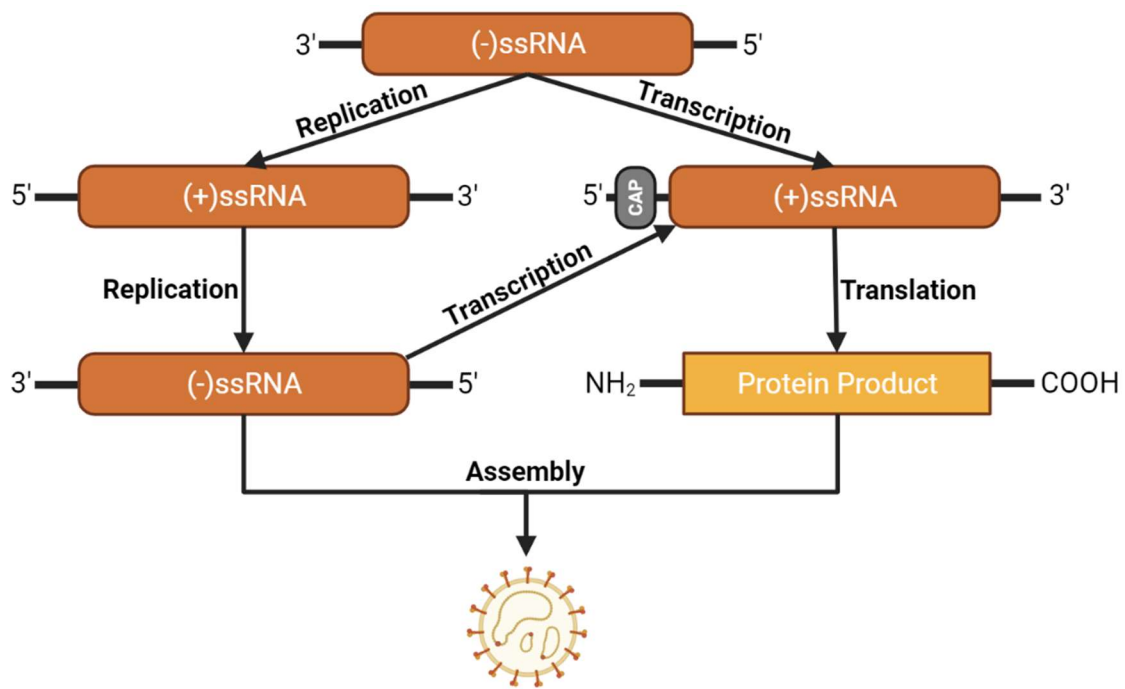 3' (-)ssRNA 5'
Replication
Transcription
5' (+)ssRNA 3'
5' CAP (+)ssRNA 3'
Replication
Transcription
Translation
3' (-)ssRNA 5'
NH₂ Protein Product COOH
Assembly